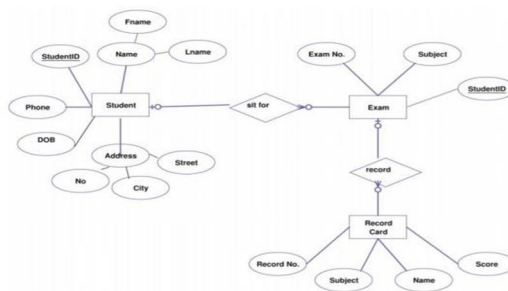 Fname
Name
Lname
StudentID
Phone
Student
DOB
Address
Street
No
City
sit for
Exam No.
Subject
StudentID
Exam
record
Record
Card
Record No.
Subject
Name
Score